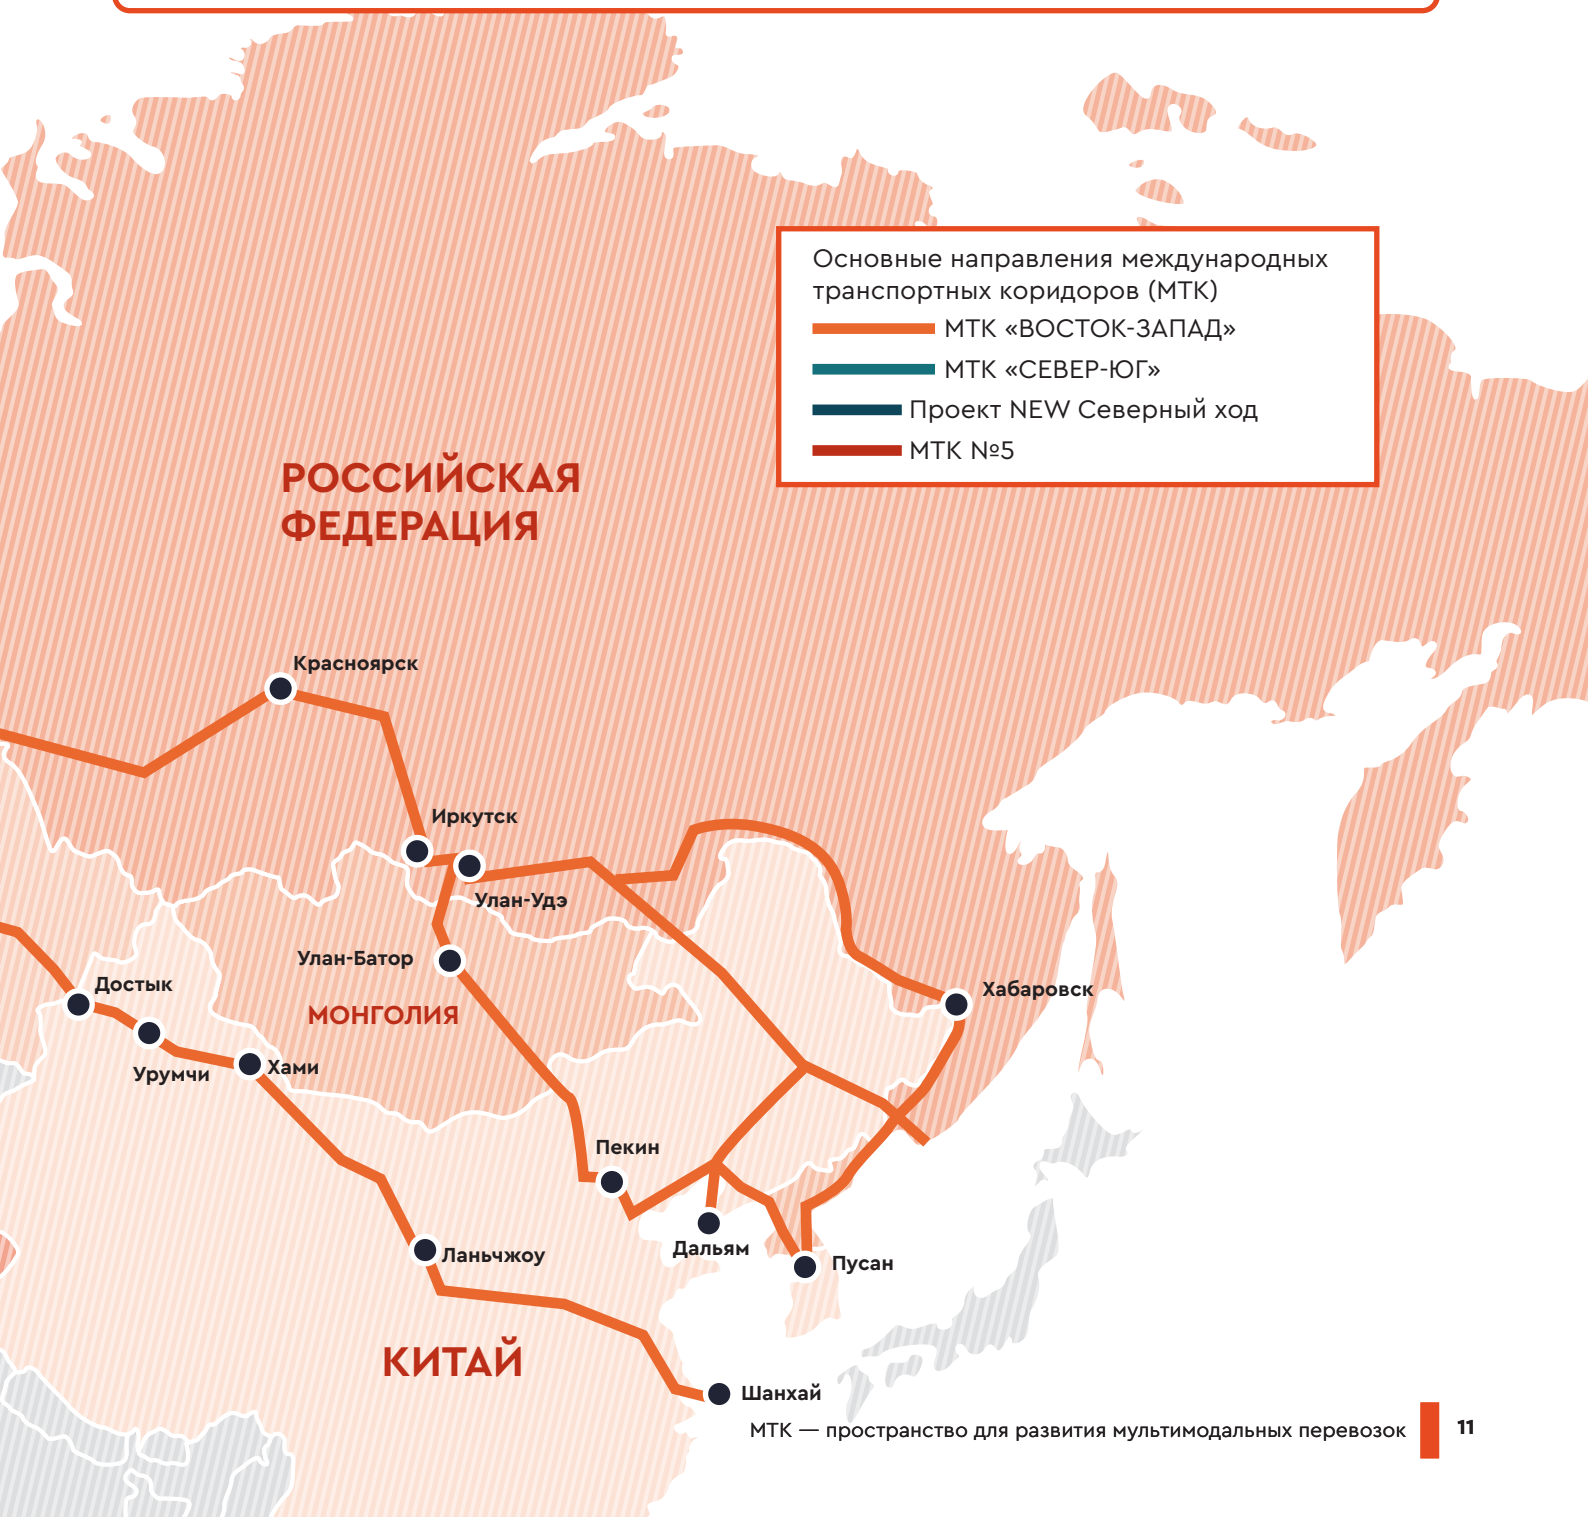 Основные направления международных
транспортных коридоров (МТК)
МТК «ВОСТОК-ЗАПАД»
МТК «СЕВЕР-ЮГ»
Проект NEW Северный ход
МТК №5
РОССИЙСКАЯ
ФЕДЕРАЦИЯ
Красноярск
Иркутск
Улан-Удэ
Улан-Батор
Достык
Хабаровск
МОНГОЛИЯ
Урумчи
Хами
Пекин
Дальям
Ланьчжоу
Пусан
КИТАЙ
Шанхай
МТК — пространство для развития мультимодальных перевозок
11